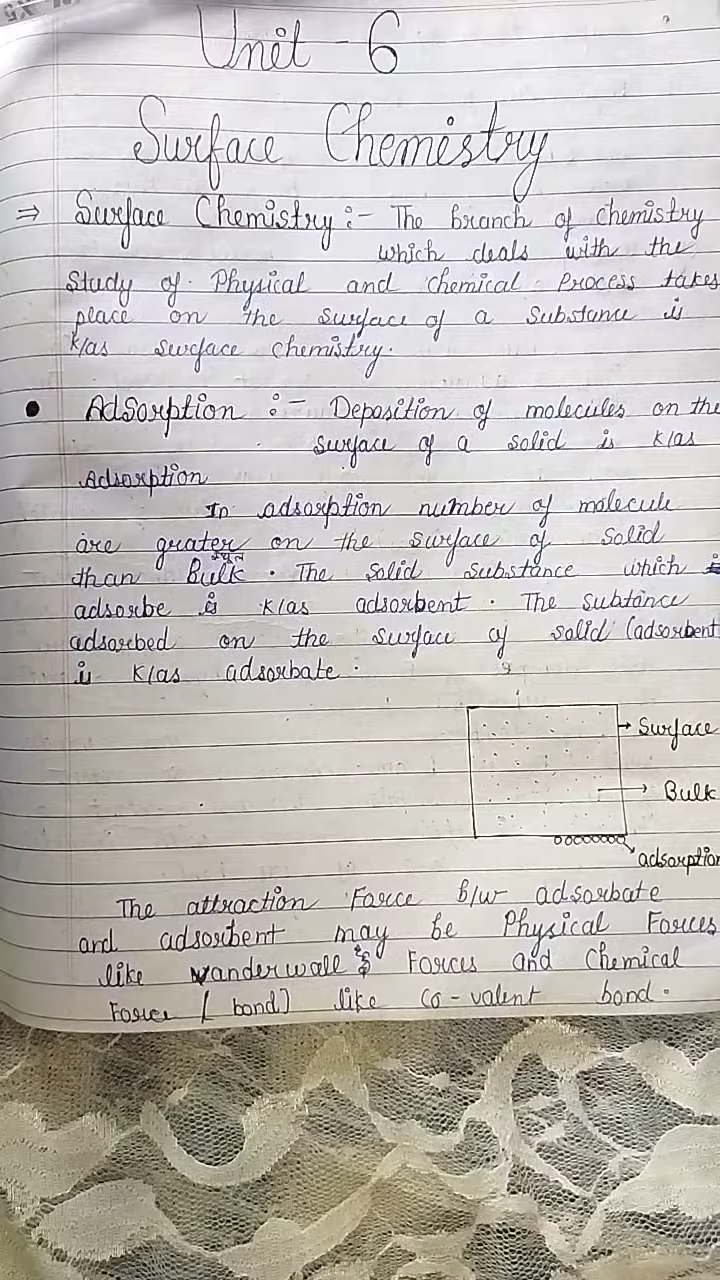 Unit - 6
Surface Chemistry
⇒ Surface Chemistry :- The branch of chemistry
which deals with the
Study of Physical and chemical Process takes
place on the surface of a Substance is
k/as surface chemistry.
• Adsorption :- Deposition of molecules on the
surface of a solid is k/as
Adsorption
In adsorption number of molecule
are grater on the surface of solid
than Bulk. The solid substance which is
adsorbe is k/as adsorbent. The subtance
adsorbed on the surface of solid (adsorbent
is k/as adsorbate.
→ Surface
→ Bulk
adsorption
The attraction Force b/w adsorbate
and adsorbent may be Physical Forces
like vanderwall's Forces and Chemical
Force [bond] like co-valent bond.